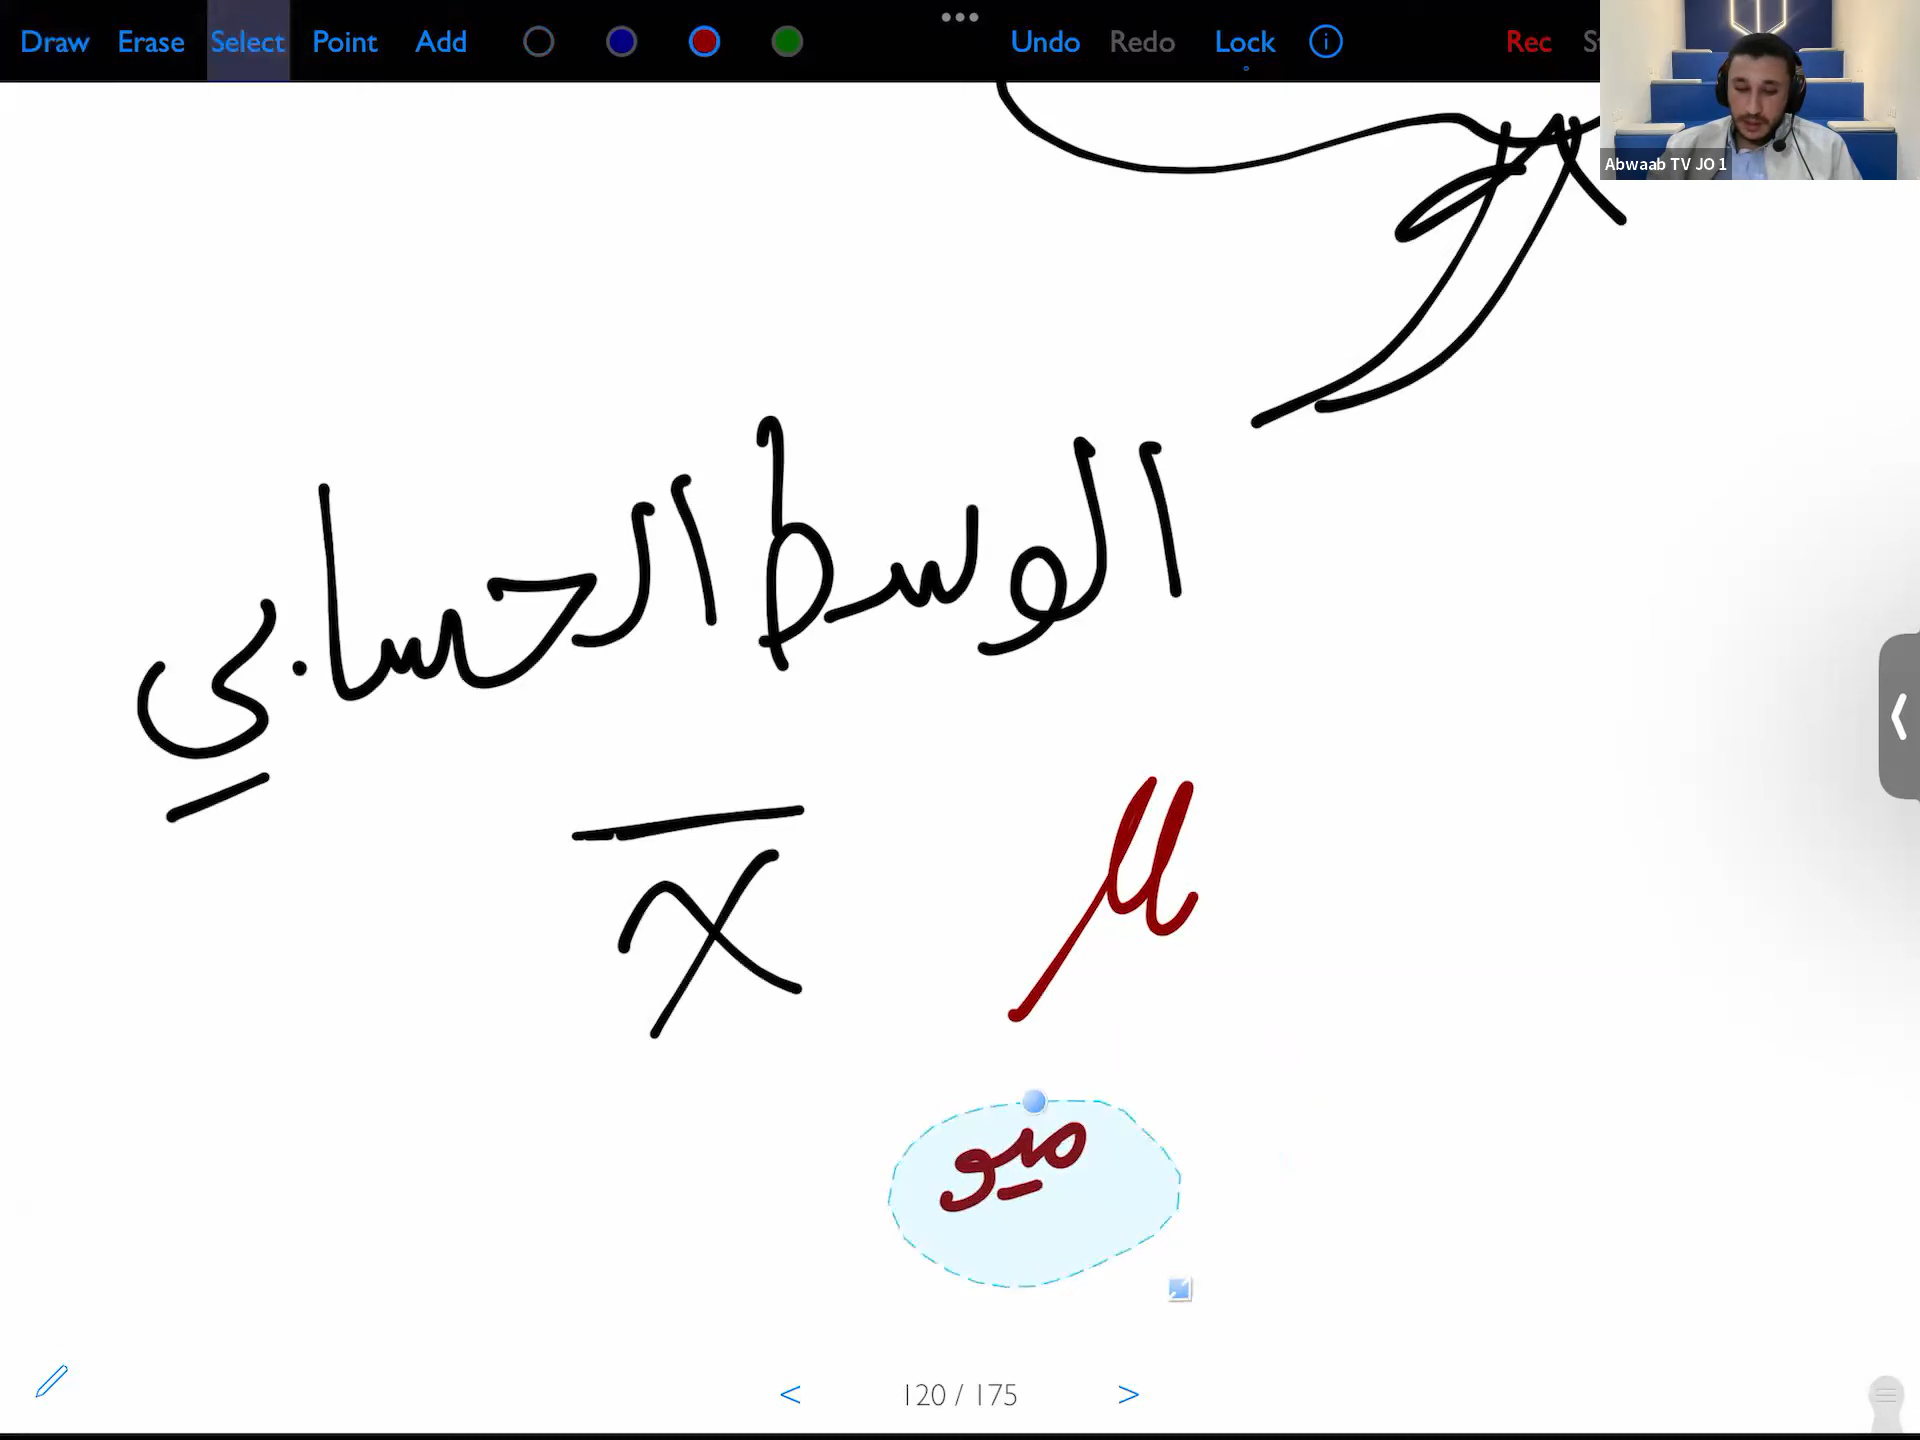 Draw Erase Select Point Add Undo Redo Lock Rec
Abwaab TV JO 1
الوسط الحسابي
x̄ μ
ميو
< 120 / 175 >